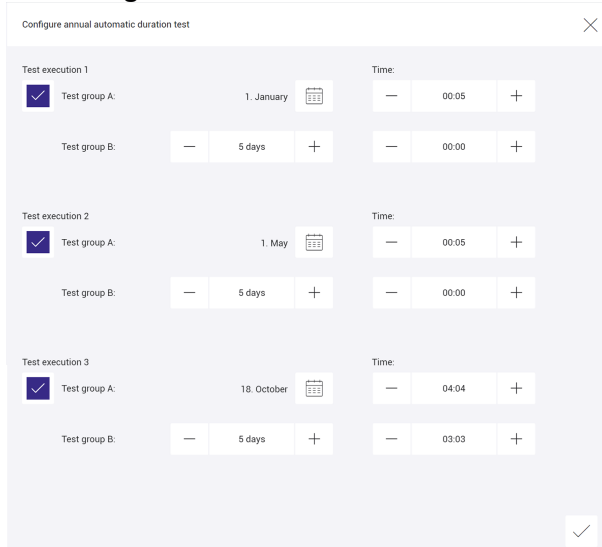 Configure annual automatic duration test
Test execution 1
Time:
Test group A:
1. January
00:05
Test group B:
5 days
00:00
Test execution 2
Time:
Test group A:
1. May
00:05
Test group B:
5 days
00:00
Test execution 3
Time:
Test group A:
18. October
04:04
Test group B:
5 days
03:03